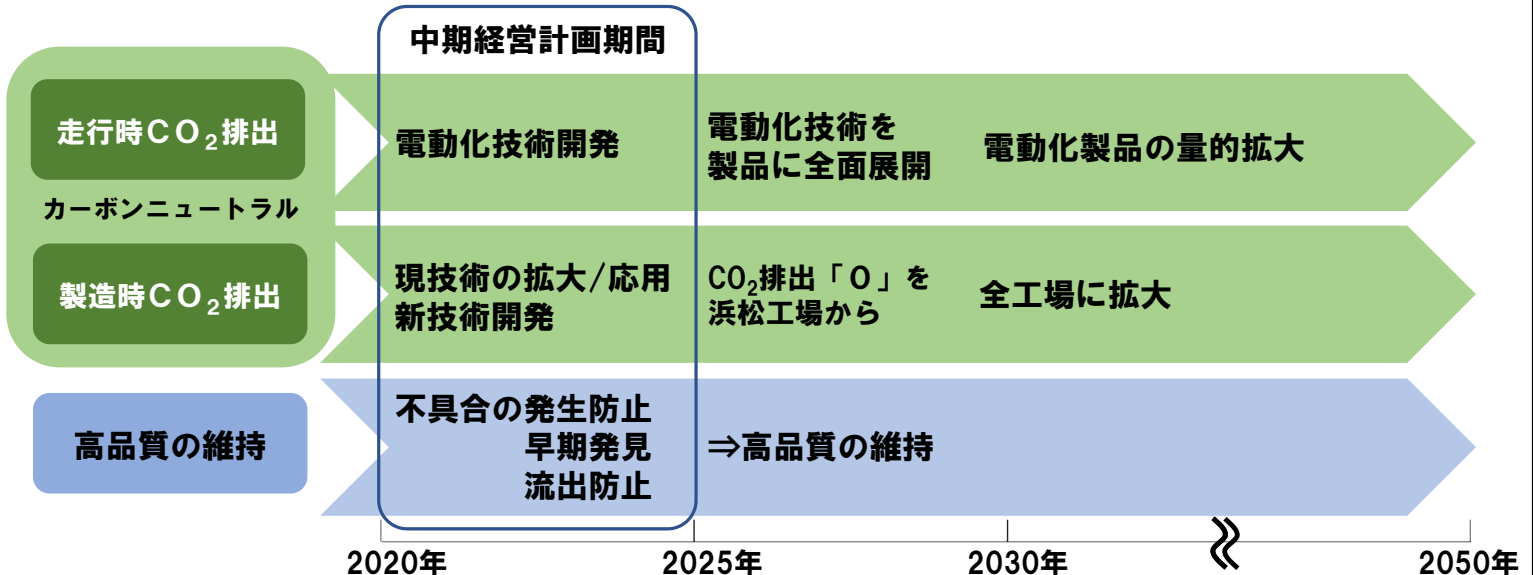 中期経営計画期間
走行時CO₂排出
電動化技術開発
電動化技術を
製品に全面展開
電動化製品の量的拡大
カーボンニュートラル
製造時CO₂排出
現技術の拡大/応用
新技術開発
CO₂排出「０」を
浜松工場から
全工場に拡大
高品質の維持
不具合の発生防止
早期発見
流出防止
⇒高品質の維持
2020年
2025年
2030年
2050年